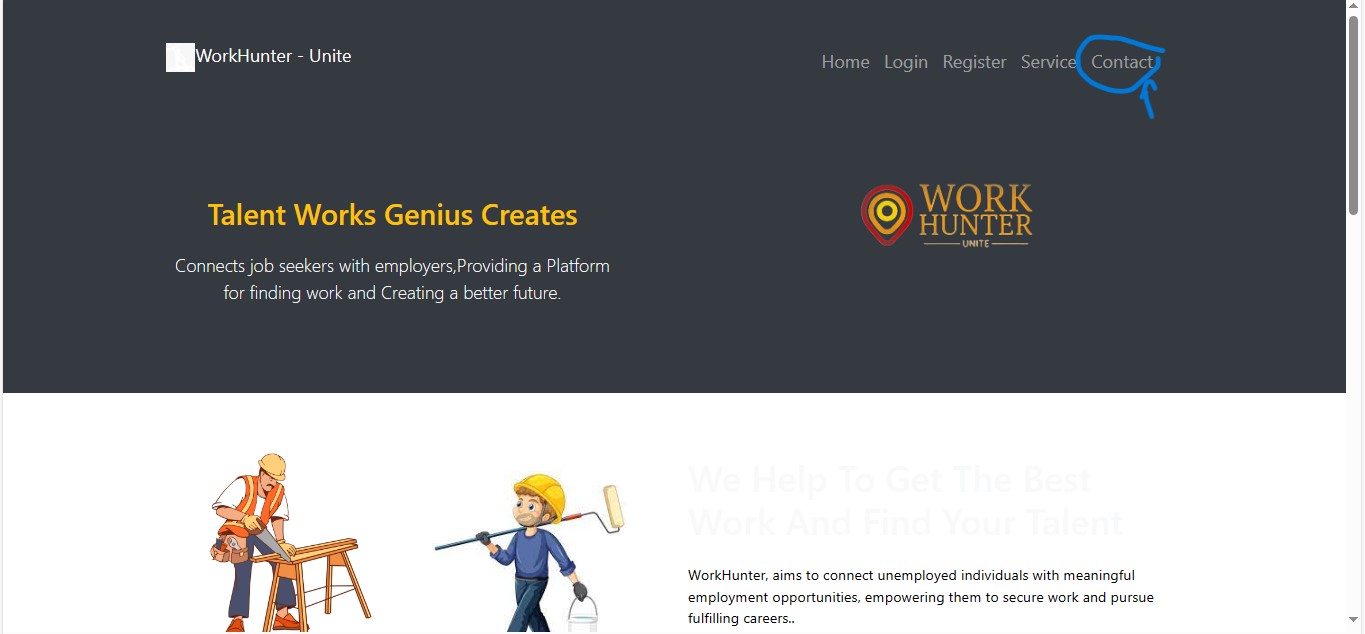 WorkHunter - Unite
Home Login Register Service Contact
Talent Works Genius Creates
Connects job seekers with employers,Providing a Platform
for finding work and Creating a better future.
WORK
HUNTER
UNITE
We Help To Get The Best
Work And Find Your Talent
WorkHunter, aims to connect unemployed individuals with meaningful
employment opportunities, empowering them to secure work and pursue
fulfilling careers..